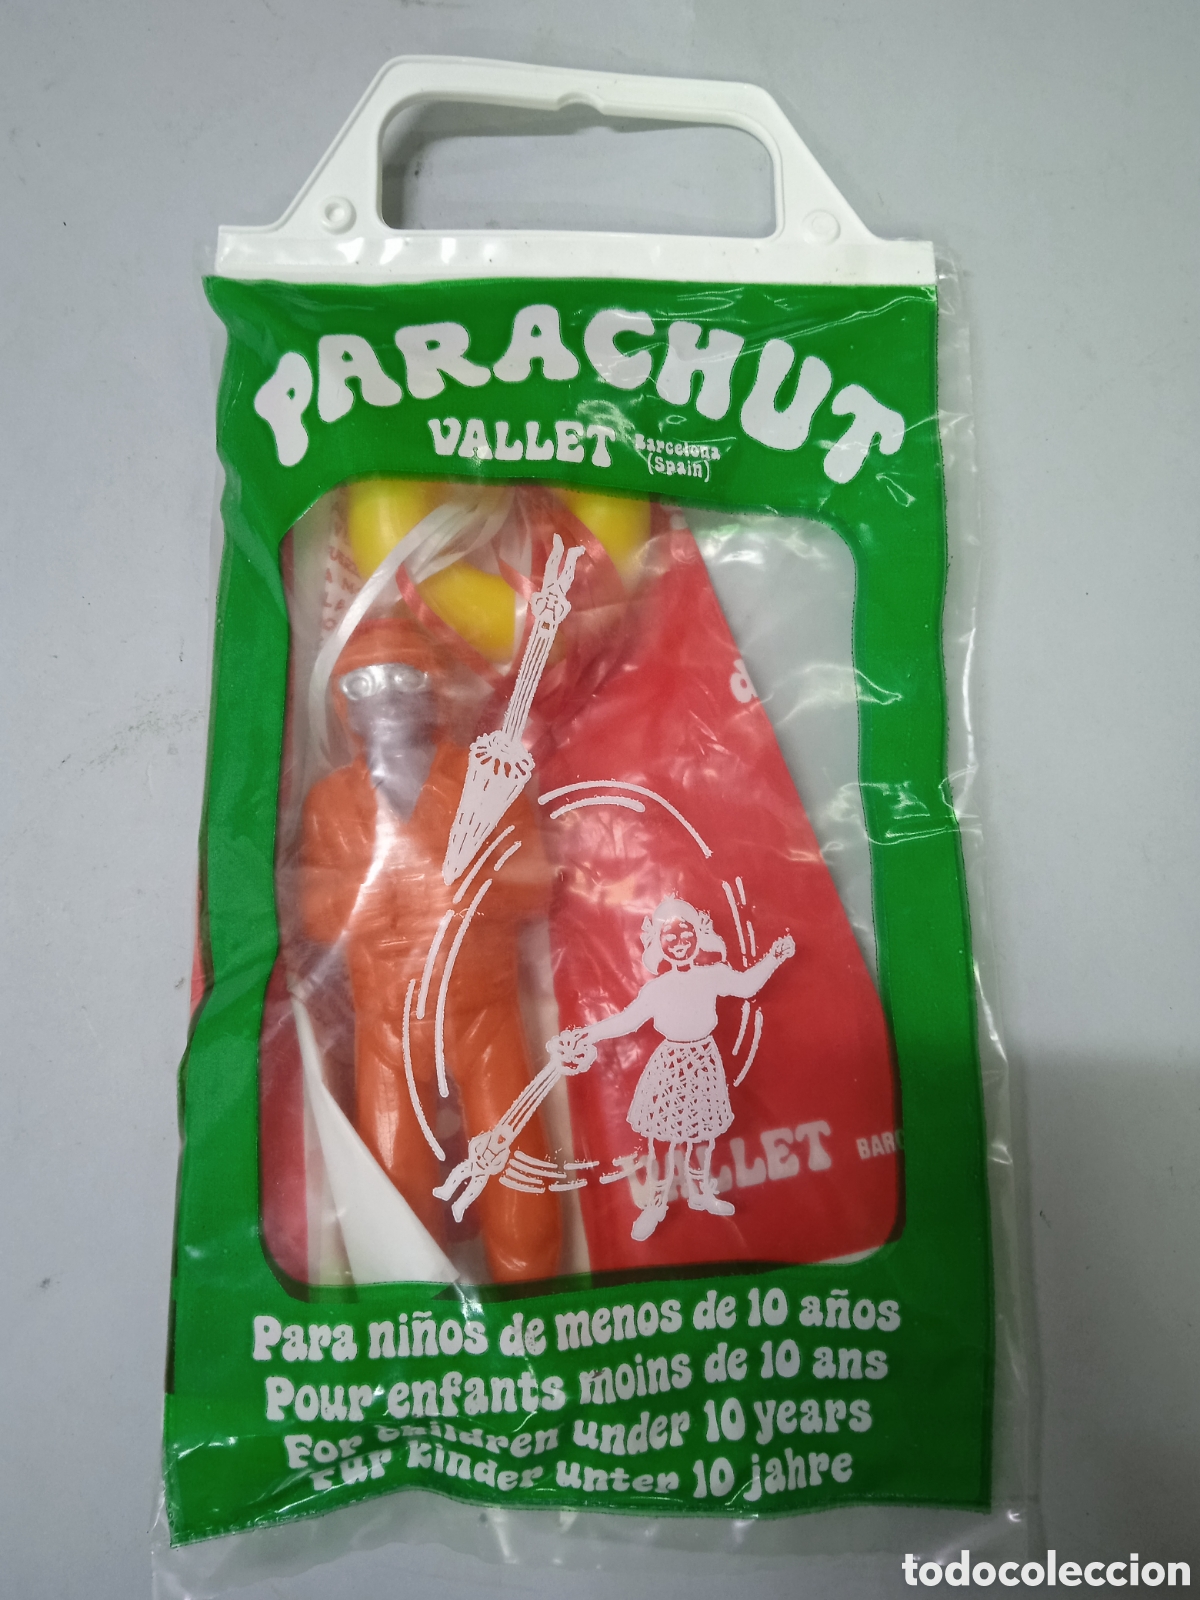 PARACHUT
VALLET Barcelona
(Spain)
VALLET
Para niños de menos de 10 años
Pour enfants moins de 10 ans
For children under 10 years
Für kinder unter 10 jahre
todocoleccion